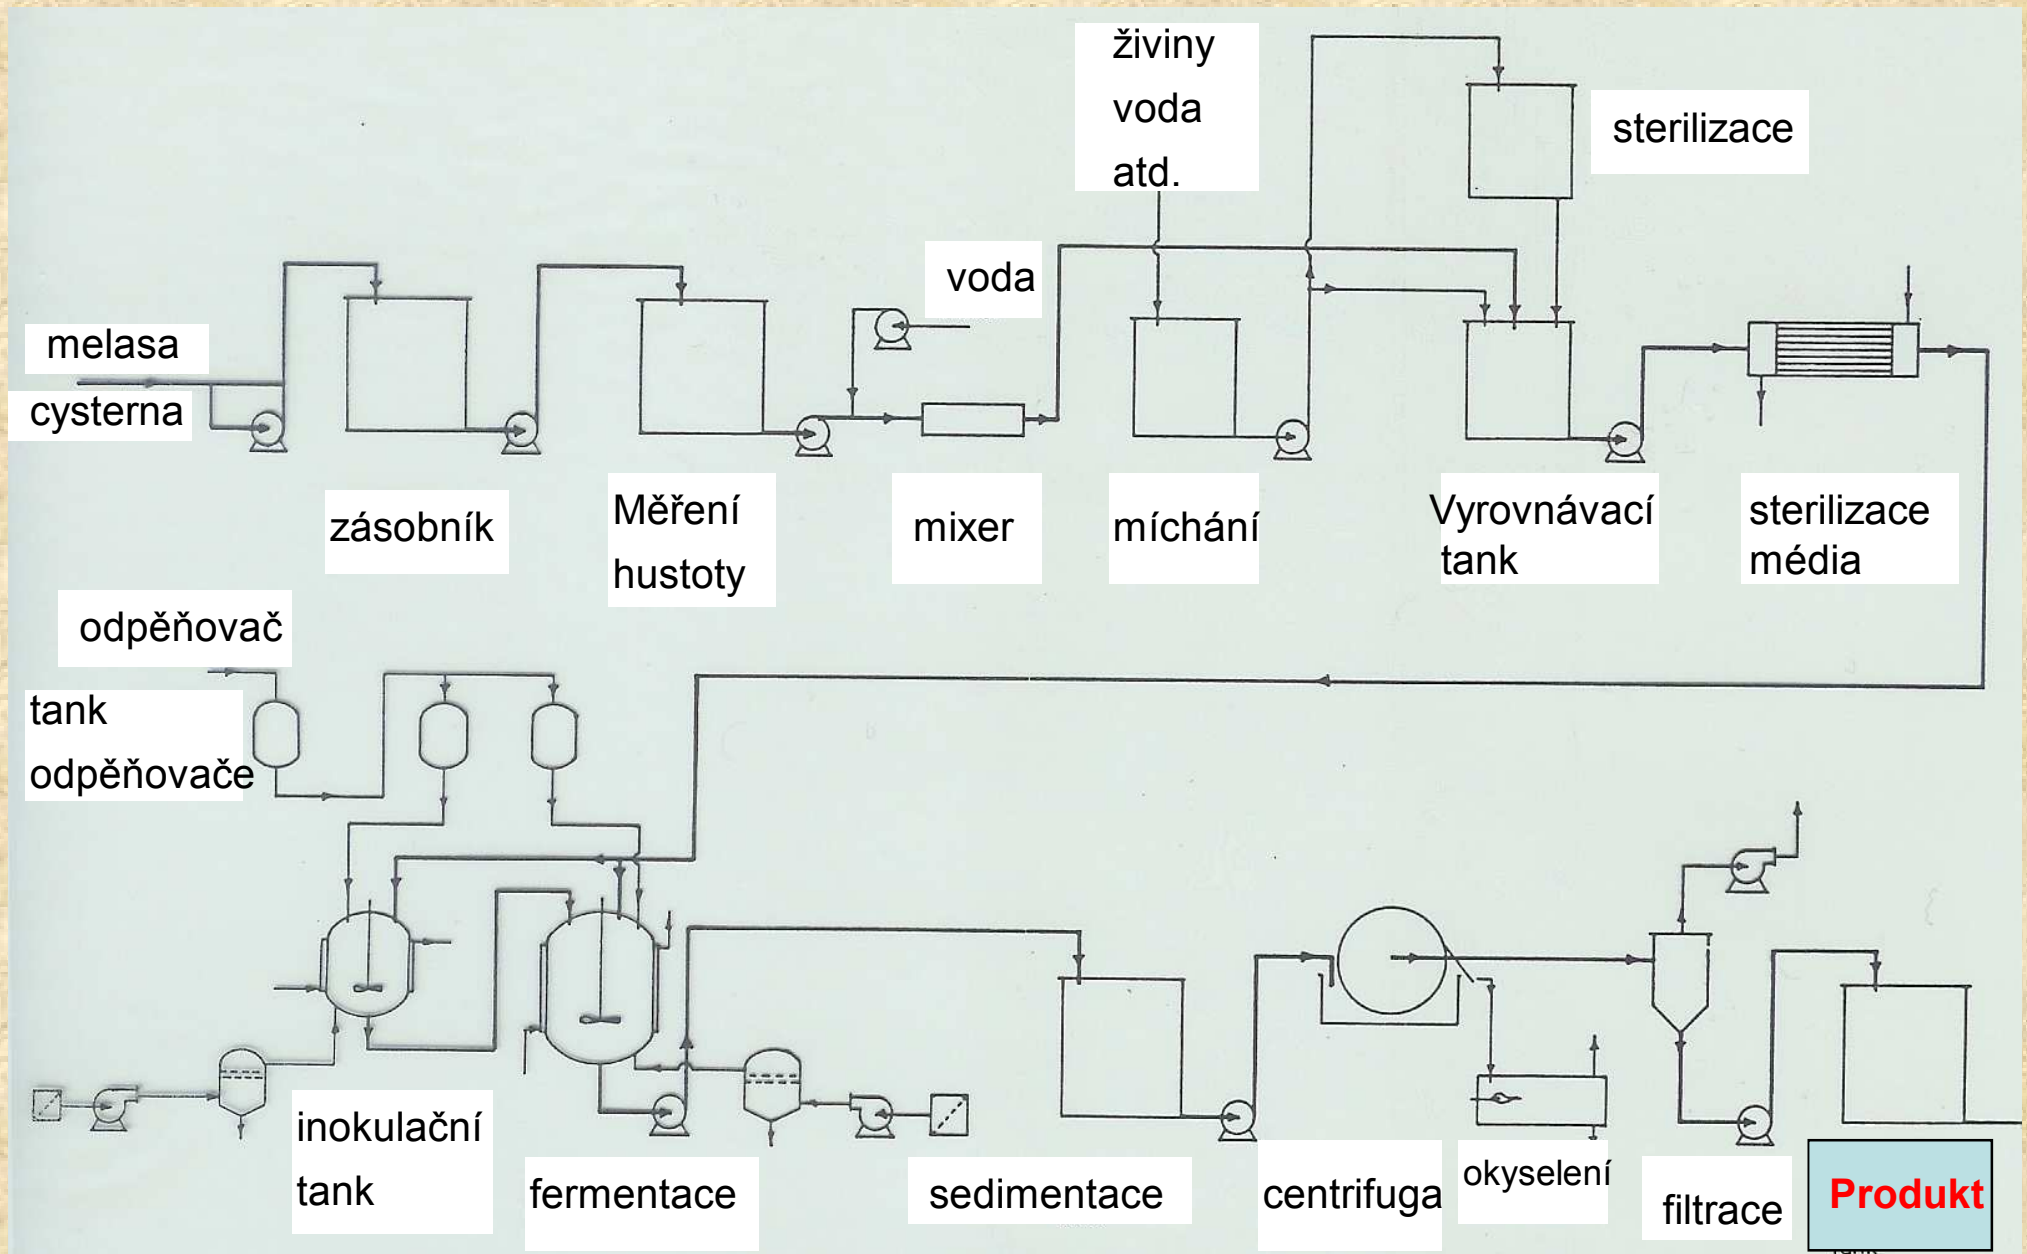 živiny
voda
atd.
sterilizace
voda
melasa
cysterna
zásobník
Měření
hustoty
mixer
míchání
Vyrovnávací
tank
sterilizace
média
odpěňovač
tank
odpěňovače
inokulační
tank
fermentace
sedimentace
centrifuga
okyselení
filtrace
Produkt